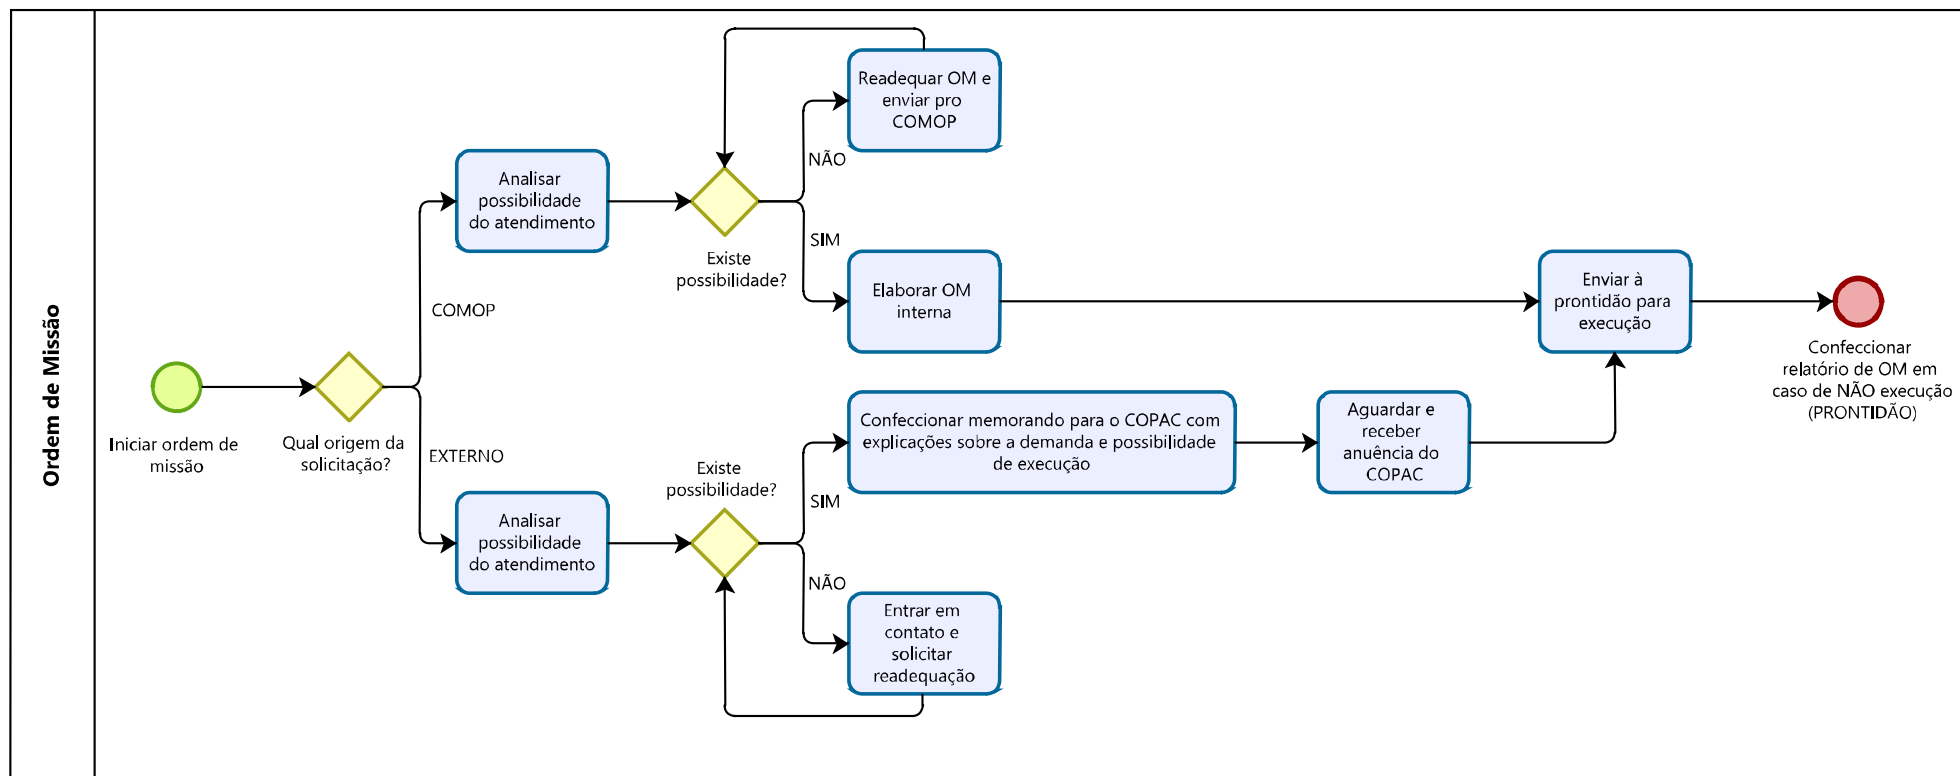 Ordem de Missão
Iniciar ordem de
missão
Qual origem da
solicitação?
COMOP
EXTERNO
Analisar
possibilidade
do atendimento
Existe
possibilidade?
NÃO
SIM
Readequar OM e
enviar pro
COMOP
Elaborar OM
interna
Analisar
possibilidade
do atendimento
Existe
possibilidade?
SIM
NÃO
Confeccionar memorando para o COPAC com
explicações sobre a demanda e possibilidade
de execução
Entrar em
contato e
solicitar
readequação
Aguardar e
receber
anuência do
COPAC
Enviar à
prontidão para
execução
Confeccionar
relatório de OM em
caso de NÃO execução
(PRONTIDÃO)